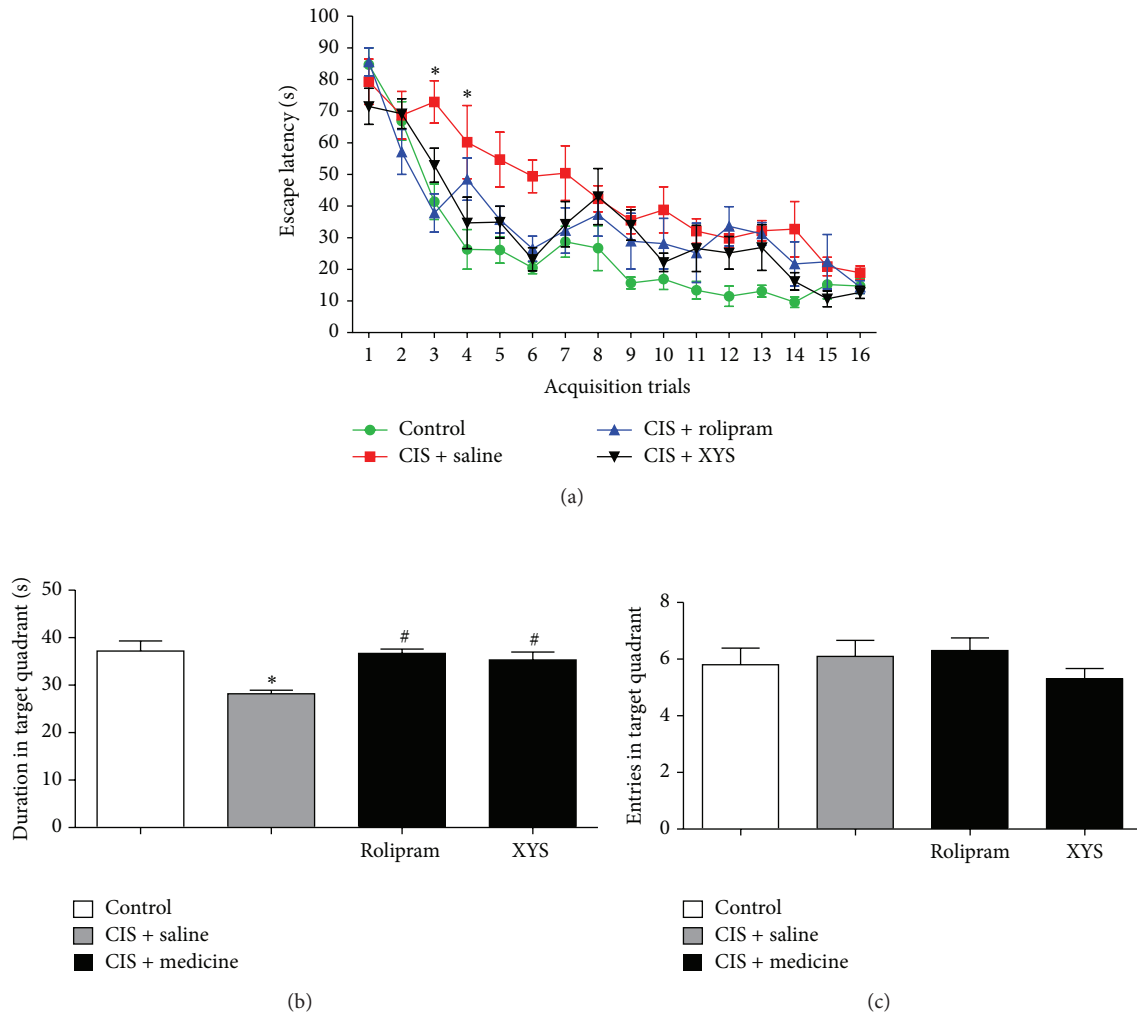 100
90
80
70
60
50
40
30
20
10
0
Escape latency (s)
*
*
1 2 3 4 5 6 7 8 9 10 11 12 13 14 15 16
Acquisition trials
Control
CIS + saline
CIS + rolipram
CIS + XYS
(a)
50
40
30
20
10
0
Duration in target quadrant (s)
*
#
#
Rolipram XYS
Control
CIS + saline
CIS + medicine
(b)
8
6
4
2
0
Entries in target quadrant
Rolipram XYS
Control
CIS + saline
CIS + medicine
(c)